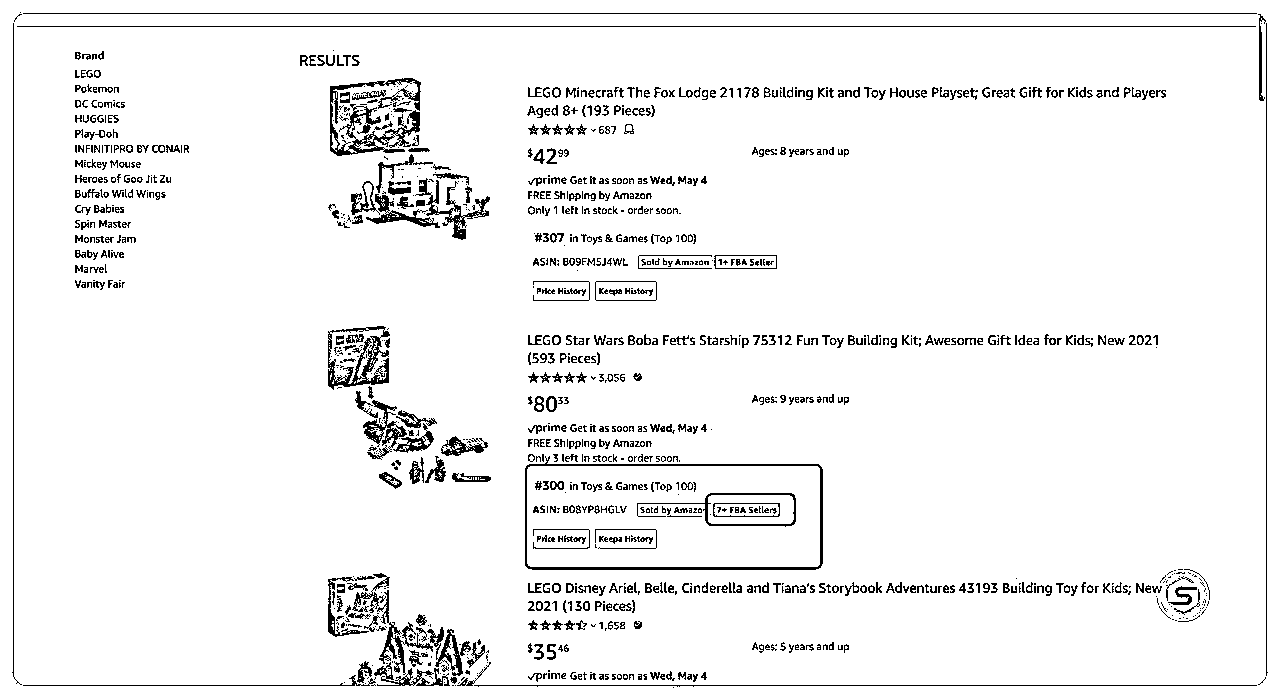 Brand
LEGO
Pokemon
DC Comics
HUGGIES
Play-Doh
INFINITIPRO BY CONAIR
Mickey Mouse
Heroes of Goo Jit Zu
Buffalo Wild Wings
Cry Babies
Spin Master
Monster Jam
Baby Alive
Marvel
Vanity Fair
RESULTS
LEGO Minecraft The Fox Lodge 21178 Building Kit and Toy House Playset; Great Gift for Kids and Players
Aged 8+ (193 Pieces)
687
$42.99 Ages: 8 years and up
prime Get it as soon as Wed, May 4
FREE Shipping by Amazon
Only 1 left in stock - order soon.
#307 in Toys & Games (Top 100)
ASIN: B09FM5J4WL Sold by Amazon 1+ FBA Seller
Price History Keepa History
LEGO Star Wars Boba Fett's Starship 75312 Fun Toy Building Kit; Awesome Gift Idea for Kids; New 2021
(593 Pieces)
3,056
$80.33 Ages: 9 years and up
prime Get it as soon as Wed, May 4
FREE Shipping by Amazon
Only 3 left in stock - order soon.
#300 in Toys & Games (Top 100)
ASIN: B08YP8HGLV Sold by Amazo 7+ FBA Sellers
Price History Keepa History
LEGO Disney Ariel, Belle, Cinderella and Tiana's Storybook Adventures 43193 Building Toy for Kids; New
2021 (130 Pieces)
1,658
$35.46 Ages: 5 years and up
prime Get it as soon as Wed, May 4
S